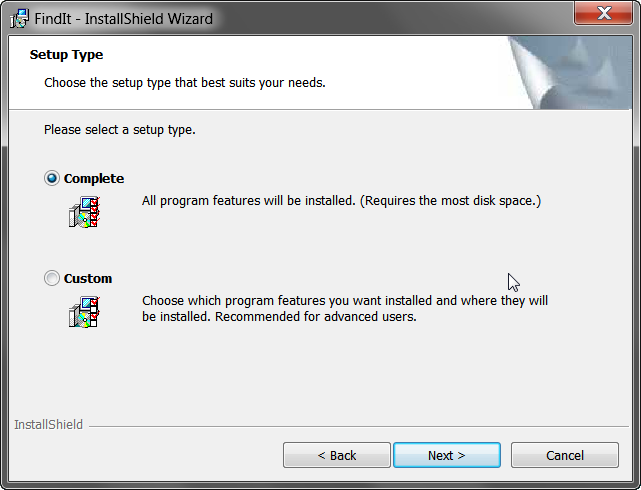 FindIt - InstallShield Wizard
Setup Type
Choose the setup type that best suits your needs.
Please select a setup type.
Complete
All program features will be installed. (Requires the most disk space.)
Custom
Choose which program features you want installed and where they will
be installed. Recommended for advanced users.
InstallShield
< Back
Next >
Cancel